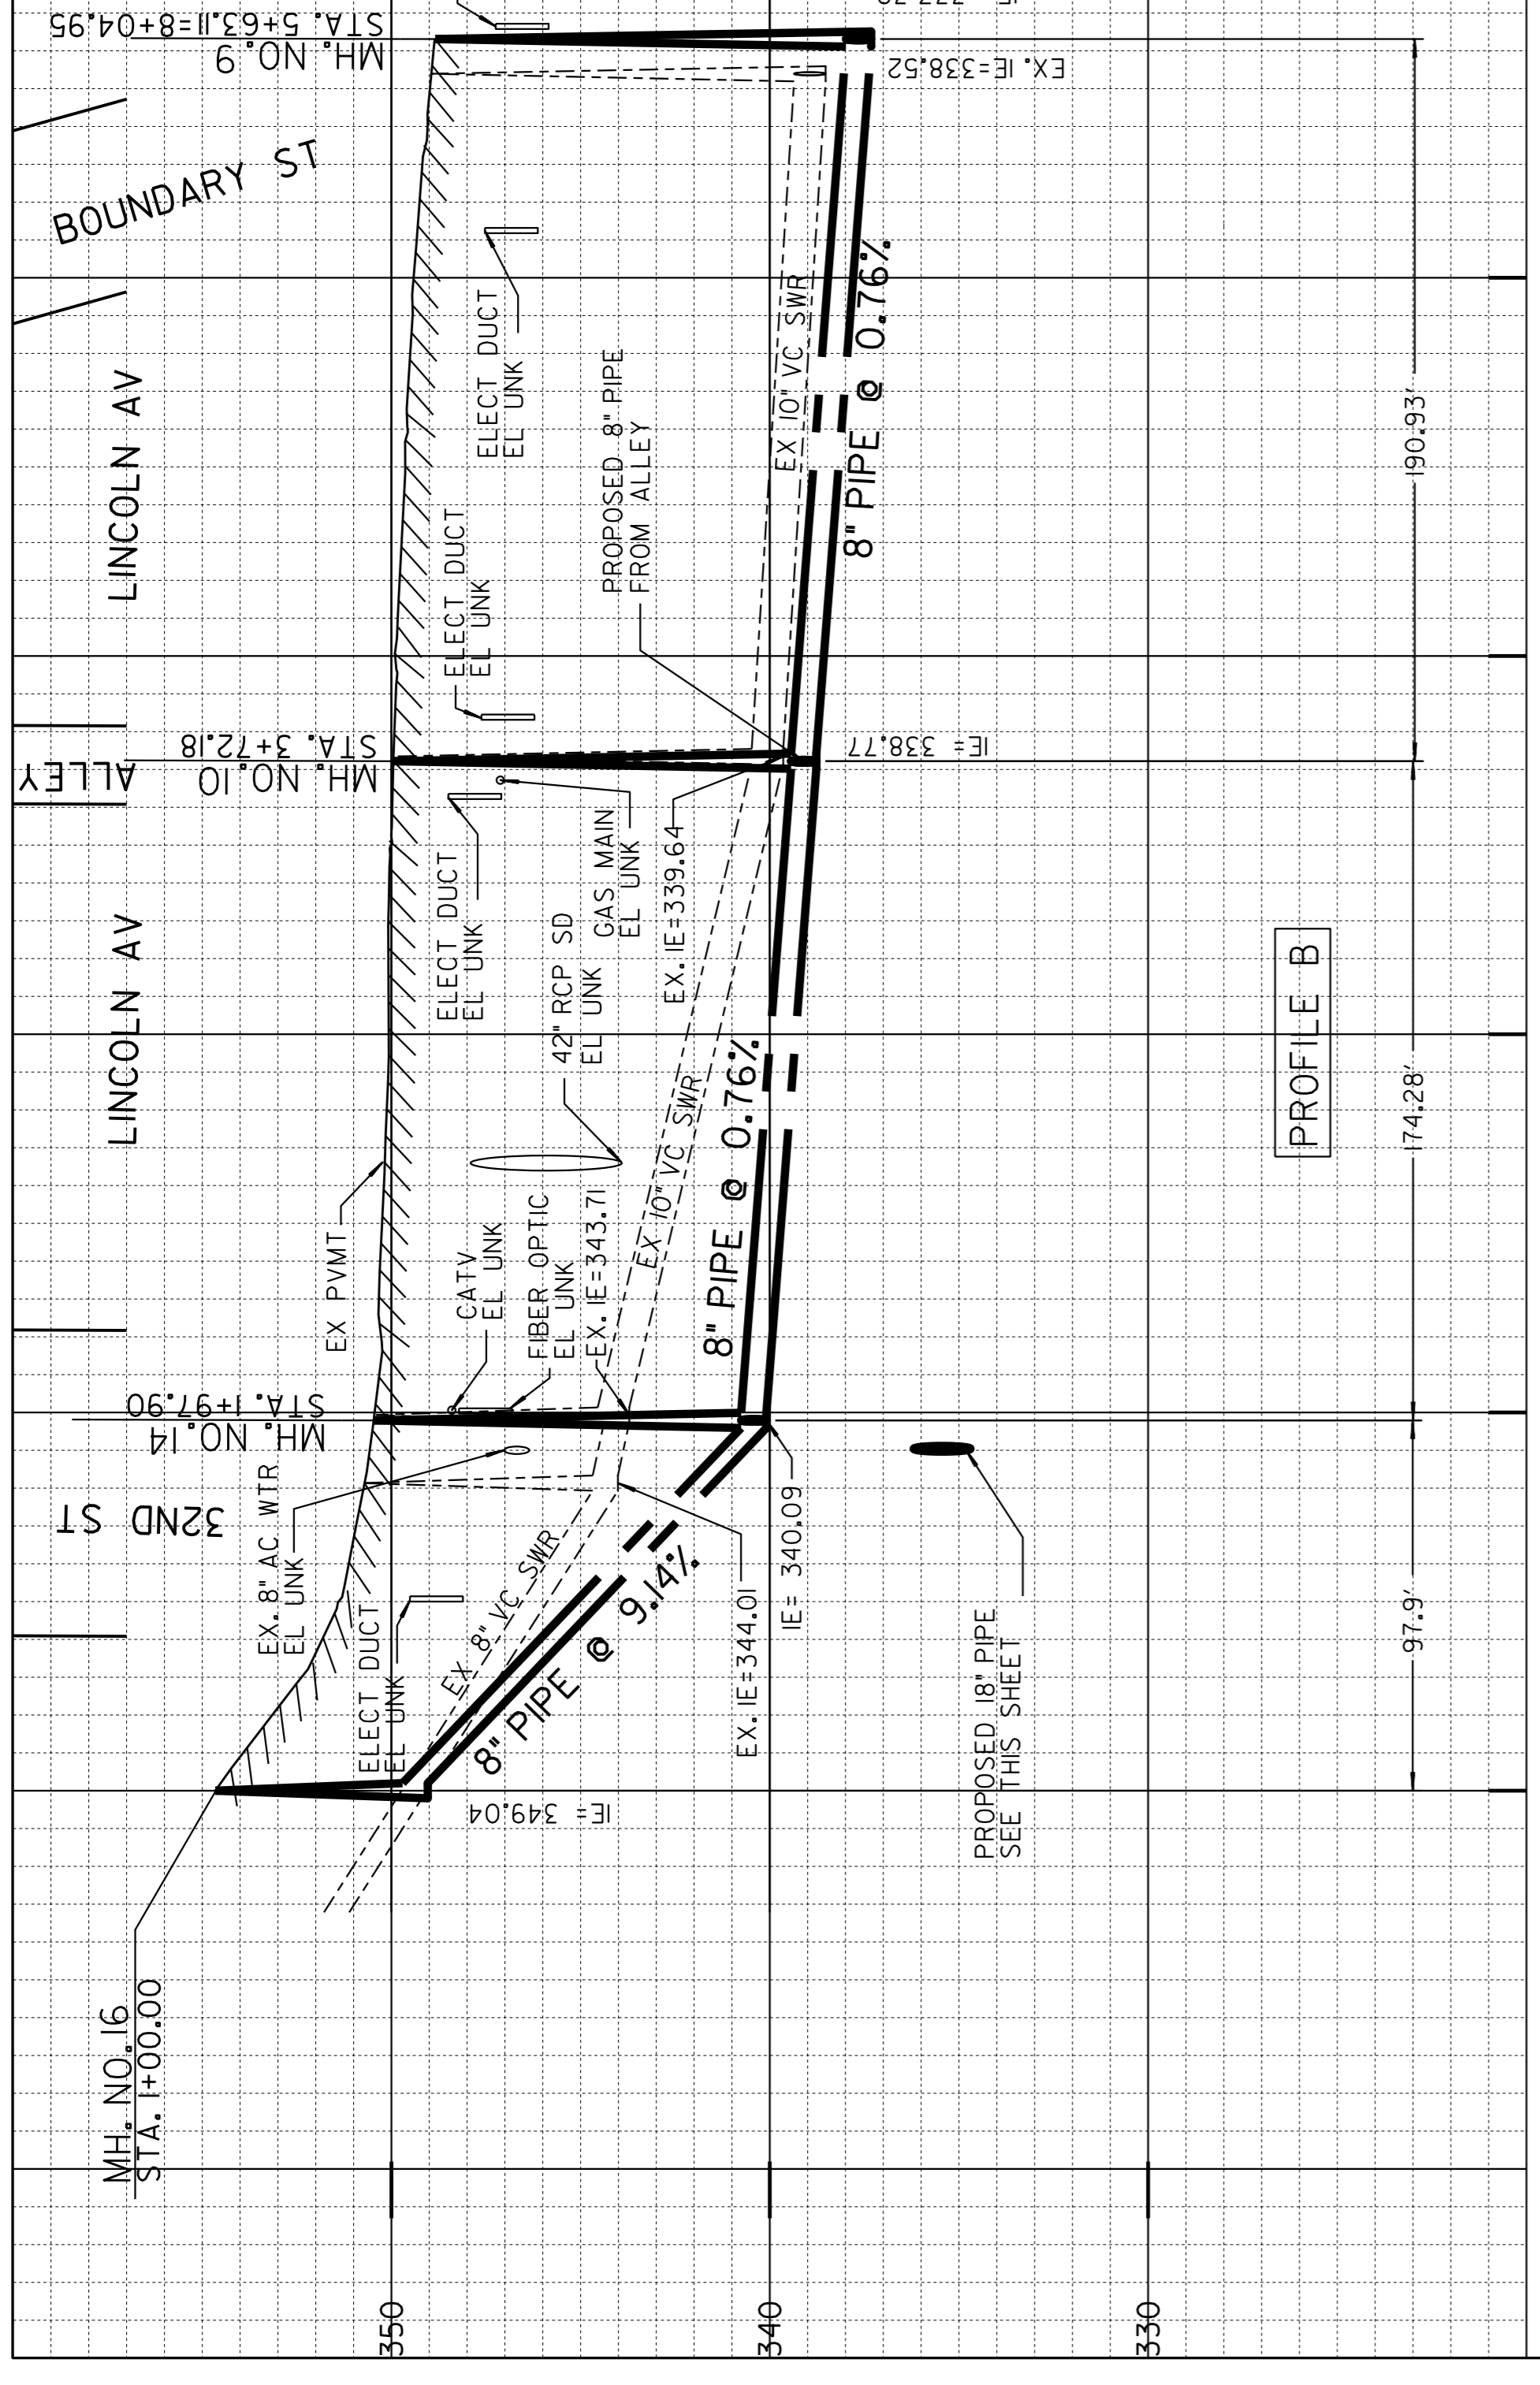 MH. NO.16
STA. 1+00.00
32ND ST
MH. NO.14
STA. 1+97.90
LINCOLN AV
ALLEY
MH. NO.10
STA. 3+72.18
LINCOLN AV
BOUNDARY ST
MH. NO. 9
STA. 5+63.11=8+04.95
EX. 8" AC WTR
EL UNK
EX PVMT
ELECT DUCT
EL UNK
CATV
EL UNK
FIBER OPTIC
EL UNK
EX. IE=343.71
42" RCP SD
EL UNK
ELECT DUCT
EL UNK
GAS MAIN
EL UNK
EX. IE=339.64
ELECT DUCT
EL UNK
PROPOSED 8" PIPE
FROM ALLEY
ELECT DUCT
EL UNK
EX 8" VC SWR
EX 10" VC SWR
EX 10" VC SWR
8" PIPE @ 9.14%
8" PIPE @ 0.76%
8" PIPE @ 0.76%
IE= 349.04
EX. IE=344.01
IE= 340.09
IE= 338.77
EX. IE=338.52
PROPOSED 18" PIPE
SEE THIS SHEET
PROFILE B
97.9'
174.28'
190.93'
350
340
330